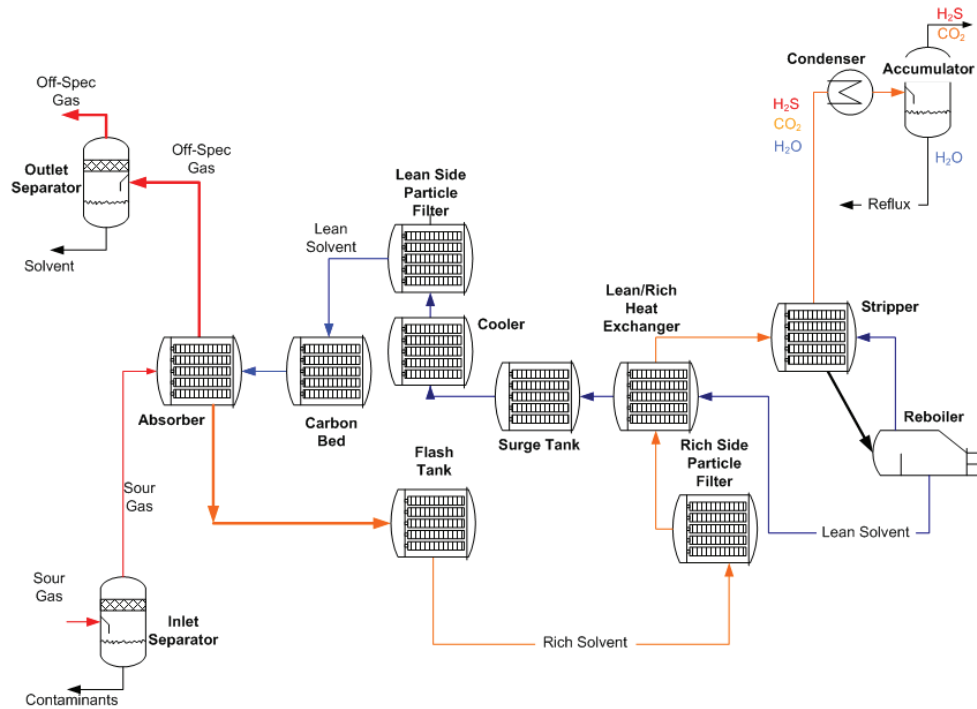 H₂S
CO₂
Condenser
Accumulator
Off-Spec
Gas
H₂S
CO₂
H₂O
Off-Spec
Gas
H₂O
Outlet
Separator
Lean Side
Particle
Filter
Reflux
Lean
Solvent
Solvent
Lean/Rich
Heat
Exchanger
Stripper
Cooler
Absorber
Carbon
Bed
Surge Tank
Reboiler
Flash
Tank
Rich Side
Particle
Filter
Sour
Gas
Lean Solvent
Sour
Gas
Inlet
Separator
Rich Solvent
Contaminants